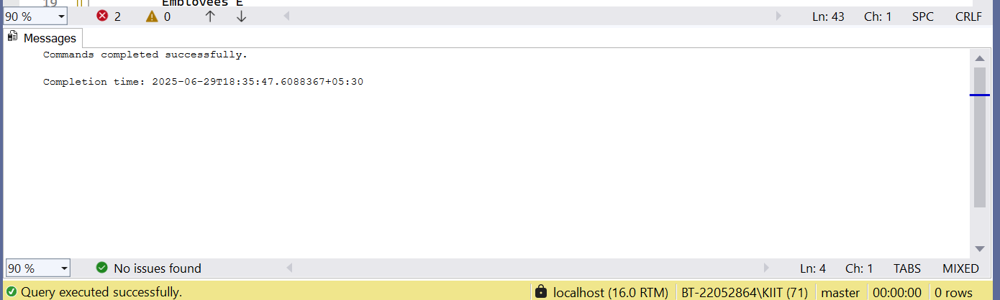 19 Employees E
90 % 2 0 Ln: 43 Ch: 1 SPC CRLF
Messages
Commands completed successfully.
Completion time: 2025-06-29T18:35:47.6088367+05:30
90 % No issues found Ln: 4 Ch: 1 TABS MIXED
Query executed successfully. localhost (16.0 RTM) BT-22052864\KIIT (71) master 00:00:00 0 rows